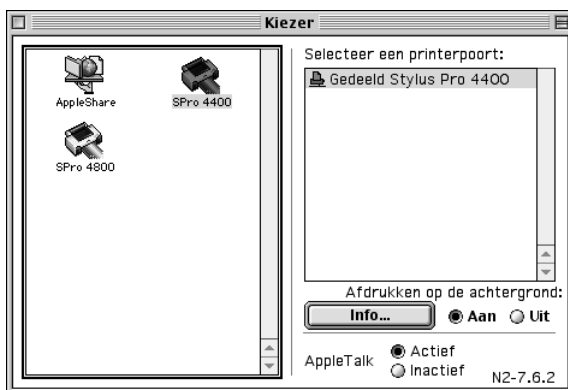 Kiezer
AppleShare
SPro 4400
SPro 4800
Selecteer een printerpoort:
Gedeeld Stylus Pro 4400
Afdrukken op de achtergrond:
Info...
Aan
Uit
AppleTalk
Actief
Inactief
N2-7.6.2